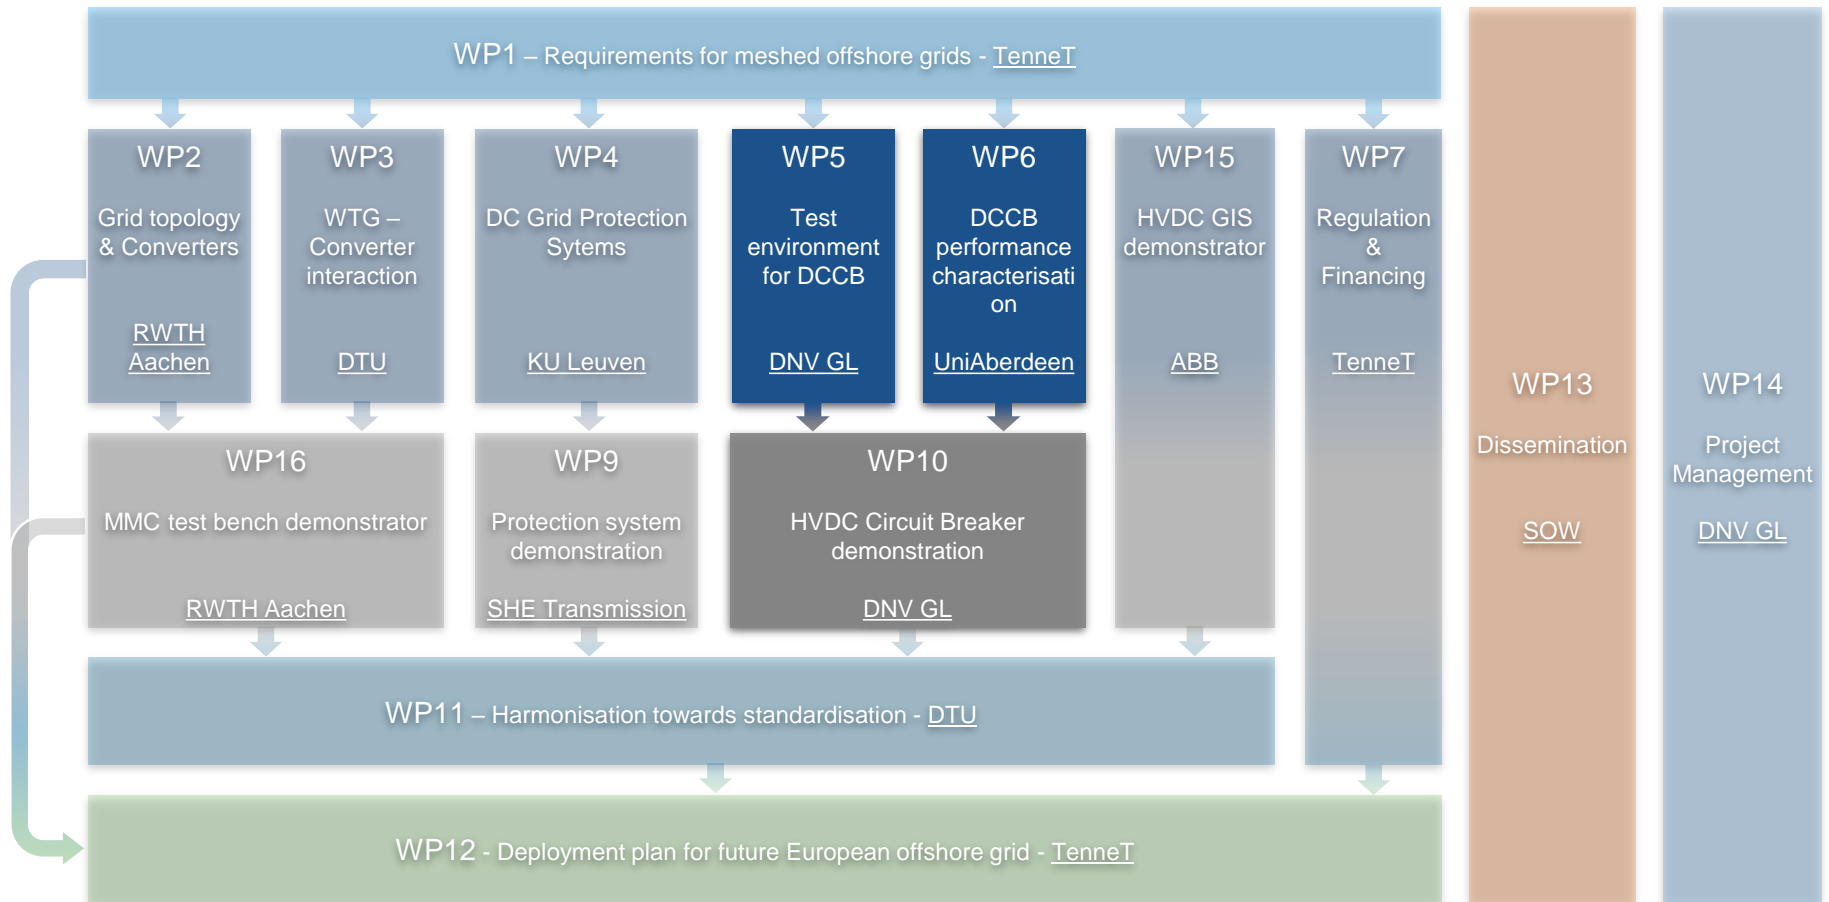 WP1 – Requirements for meshed offshore grids - TenneT
WP2
Grid topology
& Converters
RWTH
Aachen
WP3
WTG –
Converter
interaction
DTU
WP4
DC Grid Protection
Sytems
KU Leuven
WP5
Test
environment
for DCCB
DNV GL
WP6
DCCB
performance
characterisati
on
UniAberdeen
WP15
HVDC GIS
demonstrator
ABB
WP7
Regulation
&
Financing
TenneT
WP16
MMC test bench demonstrator
RWTH Aachen
WP9
Protection system
demonstration
SHE Transmission
WP10
HVDC Circuit Breaker
demonstration
DNV GL
WP11 – Harmonisation towards standardisation - DTU
WP12 - Deployment plan for future European offshore grid - TenneT
WP13
Dissemination
SOW
WP14
Project
Management
DNV GL